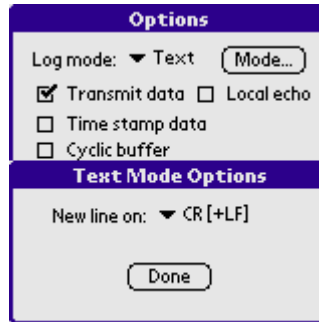 Options
Log mode: Text Mode...
Transmit data Local echo
Time stamp data
Cyclic buffer
Text Mode Options
New line on: CR [+LF]
Done